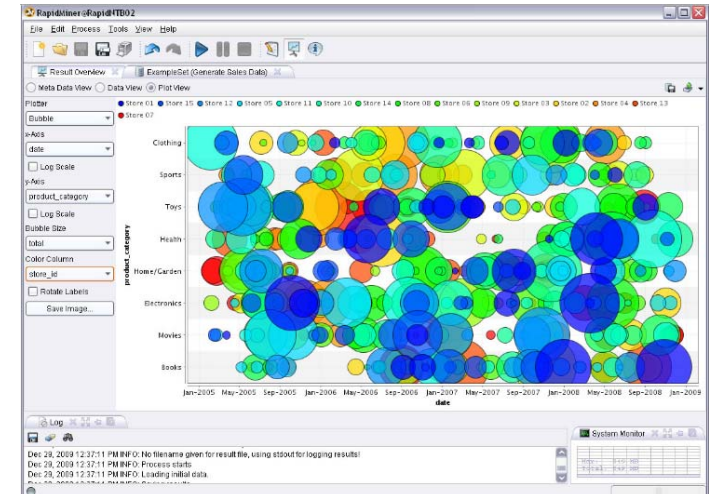 RapidMiner@RapidNTB02
File Edit Process Tools View Help
Result Overview ExampleSet (Generate Sales Data)
Meta Data View Data View Plot View
Plotter
Bubble
x-Axis
date
Log Scale
y-Axis
product_category
Log Scale
Bubble Size
total
Color Column
store_id
Rotate Labels
Save Image...
Store 01 Store 15 Store 12 Store 05 Store 11 Store 10 Store 14 Store 08 Store 06 Store 09 Store 03 Store 02 Store 04 Store 13
Store 07
product_category
Clothing
Sports
Toys
Health
Home/Garden
Electronics
Movies
Books
Jan-2005 May-2005 Sep-2005 Jan-2006 May-2006 Sep-2006 Jan-2007 May-2007 Sep-2007 Jan-2008 May-2008 Sep-2008 Jan-2009
date
Log
System Monitor
Dec 29, 2009 12:37:11 PM INFO: No filename given for result file, using stdout for logging results!
Dec 29, 2009 12:37:11 PM INFO: Process starts
Dec 29, 2009 12:37:11 PM INFO: Loading initial data.